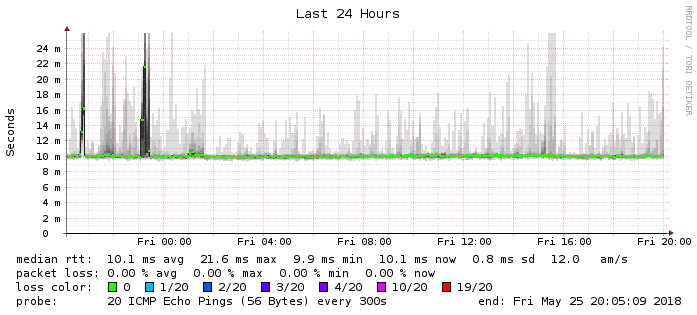 Last 24 Hours
RRDTOOL / TOBI OETIKER
Seconds
24 m
22 m
20 m
18 m
16 m
14 m
12 m
10 m
8 m
6 m
4 m
2 m
0
Fri 00:00 Fri 04:00 Fri 08:00 Fri 12:00 Fri 16:00 Fri 20:00
median rtt: 10.1 ms avg 21.6 ms max 9.9 ms min 10.1 ms now 0.8 ms sd 12.0 am/s
packet loss: 0.00 % avg 0.00 % max 0.00 % min 0.00 % now
loss color: 0 1/20 2/20 3/20 4/20 10/20 19/20
probe: 20 ICMP Echo Pings (56 Bytes) every 300s end: Fri May 25 20:05:09 2018